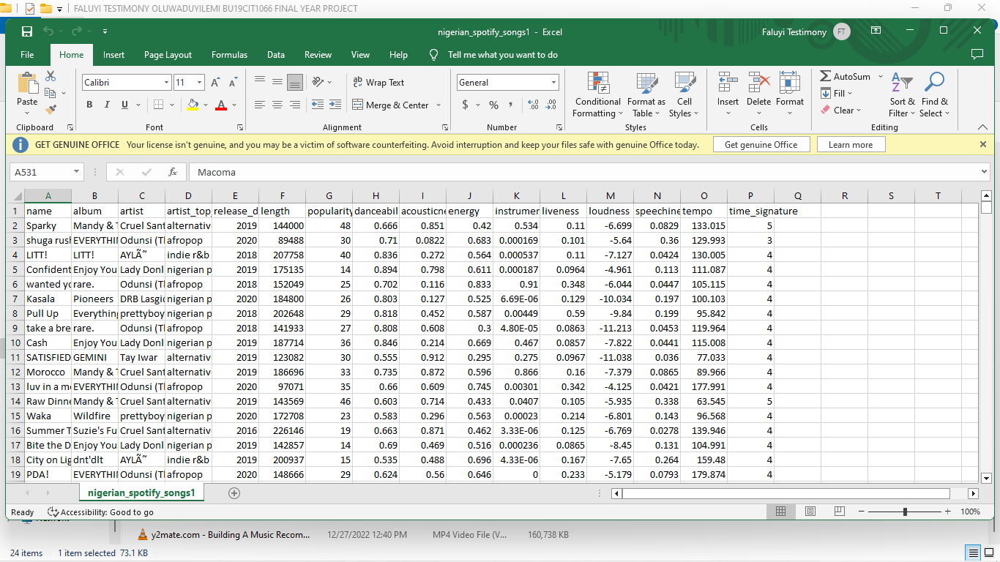 FALUYI TESTIMONY OLUWADUYILEMI BU19CIT1066 FINAL YEAR PROJECT
nigerian_spotify_songs1 - Excel
Faluyi Testimony FT
File Home Insert Page Layout Formulas Data Review View Help Tell me what you want to do
Calibri 11 Wrap Text General Conditional Format as Cell Insert Delete Format AutoSum Sort & Find &
Paste B I U Merge & Center $ % Formatting Table Styles Fill Clear Filter Select
Clipboard Font Alignment Number Styles Cells Editing
GET GENUINE OFFICE Your license isn't genuine, and you may be a victim of software counterfeiting. Avoid interruption and keep your files safe with genuine Office today. Get genuine Office Learn more
A531 fx Macoma
A B C D E F G H I J K L M N O P Q R S T
1 name album artist artist_top_ release_d length popularity danceabil acousticne energy instrumen liveness loudness speechine tempo time_signature
2 Sparky Mandy & T Cruel Sant alternativ 2019 144000 48 0.666 0.851 0.42 0.534 0.11 -6.699 0.0829 133.015 5
3 shuga rush EVERYTHI Odunsi (Th afropop 2020 89488 30 0.71 0.0822 0.683 0.000169 0.101 -5.64 0.36 129.993 3
4 LITT! LITT! AYLÃ˜ indie r&b 2018 207758 40 0.836 0.272 0.564 0.000537 0.11 -7.127 0.0424 130.005 4
5 Confident Enjoy You Lady Donl nigerian p 2019 175135 14 0.894 0.798 0.611 0.000187 0.0964 -4.961 0.113 111.087 4
6 wanted yo rare. Odunsi (Th afropop 2018 152049 25 0.702 0.116 0.833 0.91 0.348 -6.044 0.0447 105.115 4
7 Kasala Pioneers DRB Lasgid nigerian p 2020 184800 26 0.803 0.127 0.525 6.69E-06 0.129 -10.034 0.197 100.103 4
8 Pull Up Everything prettyboy nigerian p 2018 202648 29 0.818 0.452 0.587 0.00449 0.59 -9.84 0.199 95.842 4
9 take a bre rare. Odunsi (Th afropop 2018 141933 27 0.808 0.608 0.3 4.80E-05 0.0863 -11.213 0.0453 119.964 4
10 Cash Enjoy You Lady Donl nigerian p 2019 187714 36 0.846 0.214 0.669 0.467 0.0857 -7.822 0.0441 115.008 4
11 SATISFIED GEMINI Tay Iwar alternativ 2019 123082 30 0.555 0.912 0.295 0.275 0.0967 -11.038 0.036 77.033 4
12 Morocco Mandy & T Cruel Sant alternativ 2019 186696 33 0.735 0.872 0.596 0.866 0.16 -7.379 0.0865 89.966 4
13 luv in a mo EVERYTHI Odunsi (Th afropop 2020 97071 35 0.66 0.609 0.745 0.00301 0.342 -4.125 0.0421 177.991 4
14 Raw Dinne Mandy & T Cruel Sant alternativ 2019 143569 46 0.603 0.714 0.433 0.0407 0.105 -5.935 0.338 63.545 5
15 Waka Wildfire prettyboy nigerian p 2020 172708 23 0.583 0.296 0.563 0.00023 0.214 -6.801 0.143 96.568 4
16 Summer T Suzie's Fu Cruel Sant alternativ 2016 226146 19 0.663 0.871 0.462 3.33E-06 0.125 -6.769 0.0278 139.946 4
17 Bite the D Enjoy You Lady Donl nigerian p 2019 142857 14 0.69 0.469 0.516 0.000236 0.0865 -8.45 0.131 104.991 4
18 City on Lig dnt'dlt AYLÃ˜ indie r&b 2019 200937 15 0.535 0.488 0.696 4.33E-06 0.167 -7.65 0.264 159.48 4
19 PDA! EVERYTHI Odunsi (Th afropop 2020 148666 29 0.624 0.56 0.646 0 0.233 -5.179 0.0793 179.874 4
nigerian_spotify_songs1
Ready Accessibility: Good to go 100%
y2mate.com - Building A Music Recom... 12/27/2022 12:40 PM MP4 Video File (V... 160,738 KB
24 items 1 item selected 73.1 KB